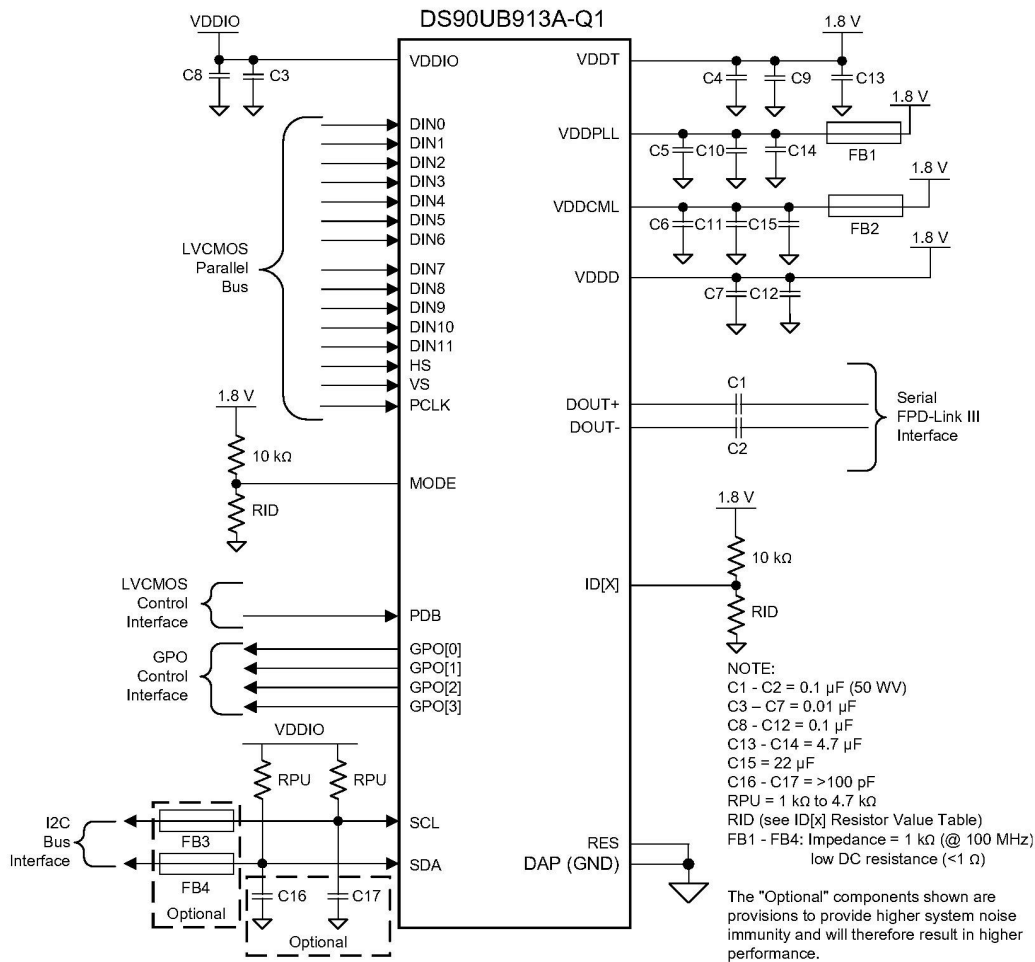 DS90UB913A-Q1
VDDIO
C8
C3
VDDIO
LVCMOS
Parallel
Bus
DIN0
DIN1
DIN2
DIN3
DIN4
DIN5
DIN6
DIN7
DIN8
DIN9
DIN10
DIN11
HS
VS
PCLK
1.8 V
10 kΩ
RID
MODE
LVCMOS
Control
Interface
PDB
GPO
Control
Interface
GPO[0]
GPO[1]
GPO[2]
GPO[3]
VDDIO
RPU
RPU
I2C
Bus
Interface
FB3
FB4
Optional
SCL
SDA
C16
C17
Optional
1.8 V
VDDT
C4
C9
C13
1.8 V
VDDPLL
C5
C10
C14
FB1
1.8 V
VDDCML
C6
C11
C15
FB2
1.8 V
VDDD
C7
C12
C1
DOUT+
DOUT-
C2
Serial
FPD-Link III
Interface
1.8 V
10 kΩ
ID[X]
RID
RES
DAP (GND)
NOTE:
C1 - C2 = 0.1 µF (50 WV)
C3 – C7 = 0.01 µF
C8 - C12 = 0.1 µF
C13 - C14 = 4.7 µF
C15 = 22 µF
C16 - C17 = >100 pF
RPU = 1 kΩ to 4.7 kΩ
RID (see ID[x] Resistor Value Table)
FB1 - FB4: Impedance = 1 kΩ (@ 100 MHz)
low DC resistance (<1 Ω)
The "Optional" components shown are
provisions to provide higher system noise
immunity and will therefore result in higher
performance.